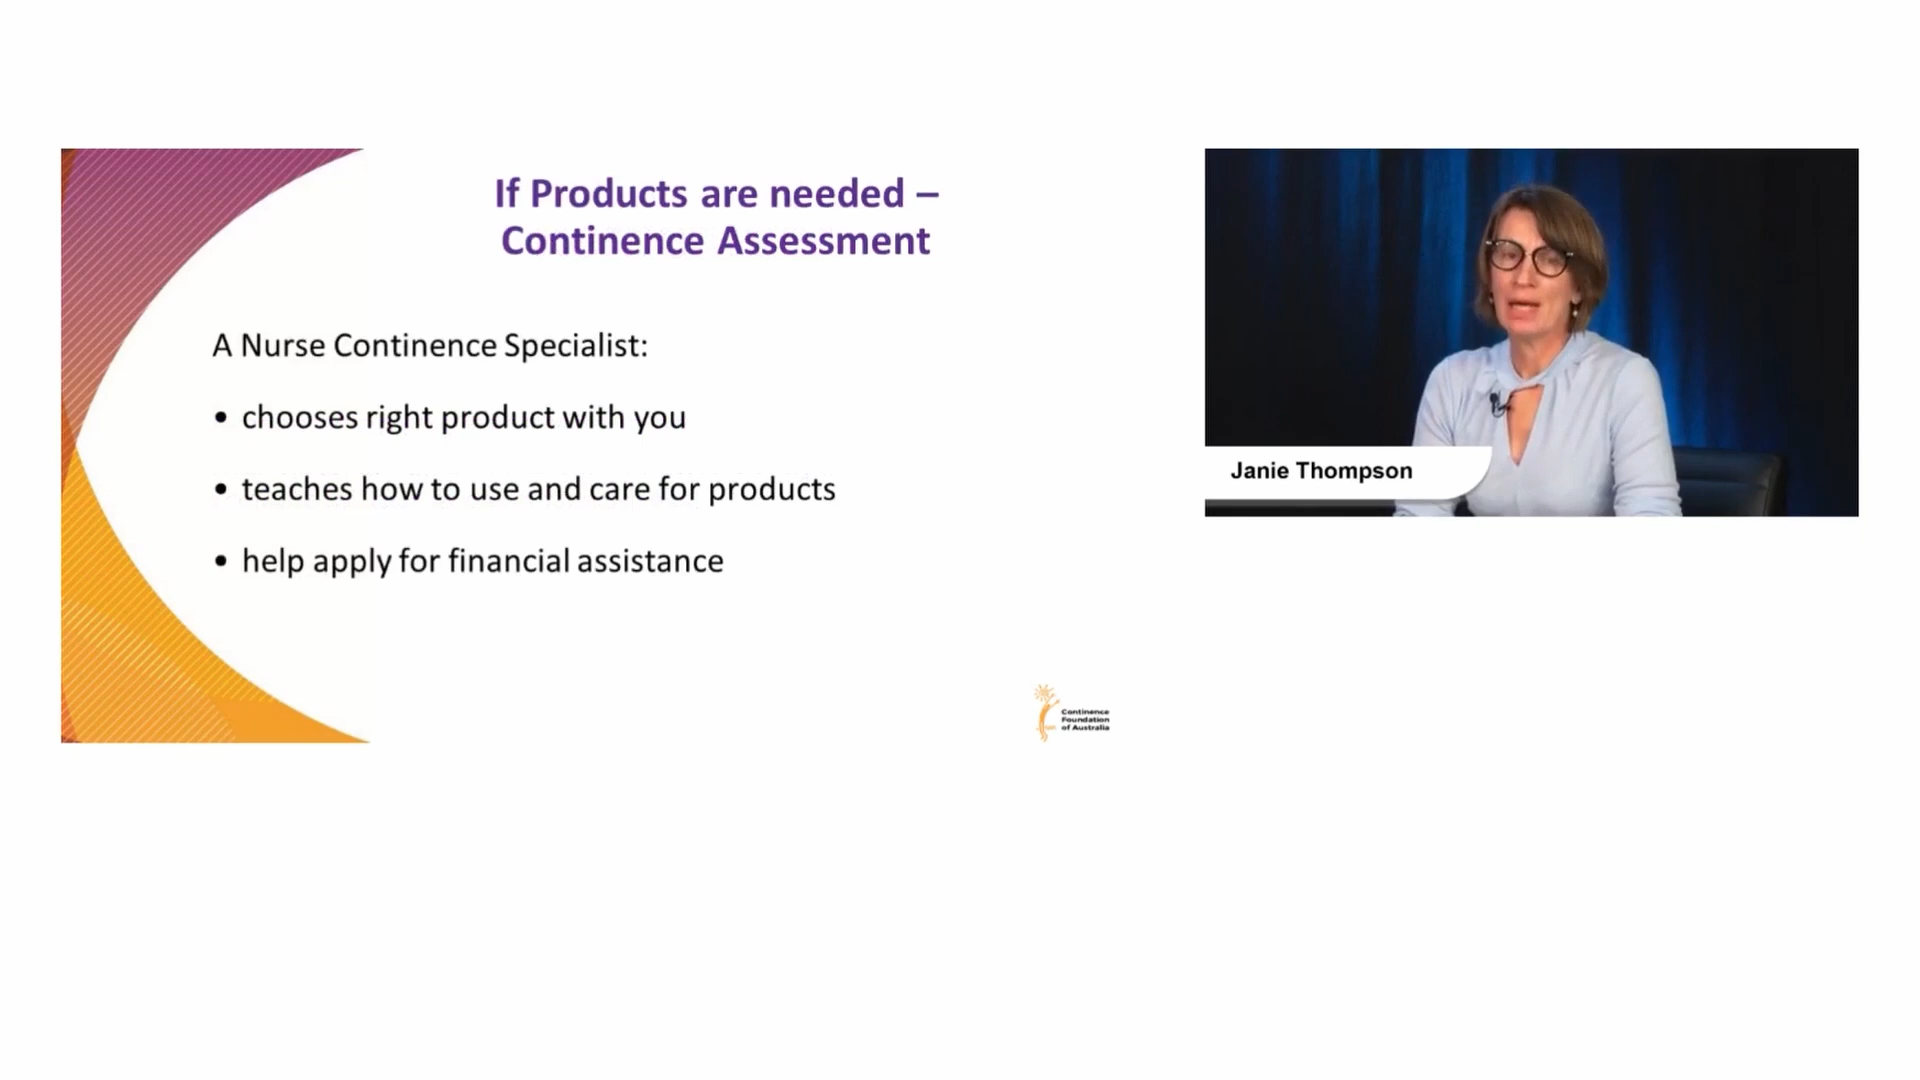 If Products are needed –
Continence Assessment
A Nurse Continence Specialist:
• chooses right product with you
• teaches how to use and care for products
• help apply for financial assistance
Continence
Foundation
of Australia
Janie Thompson